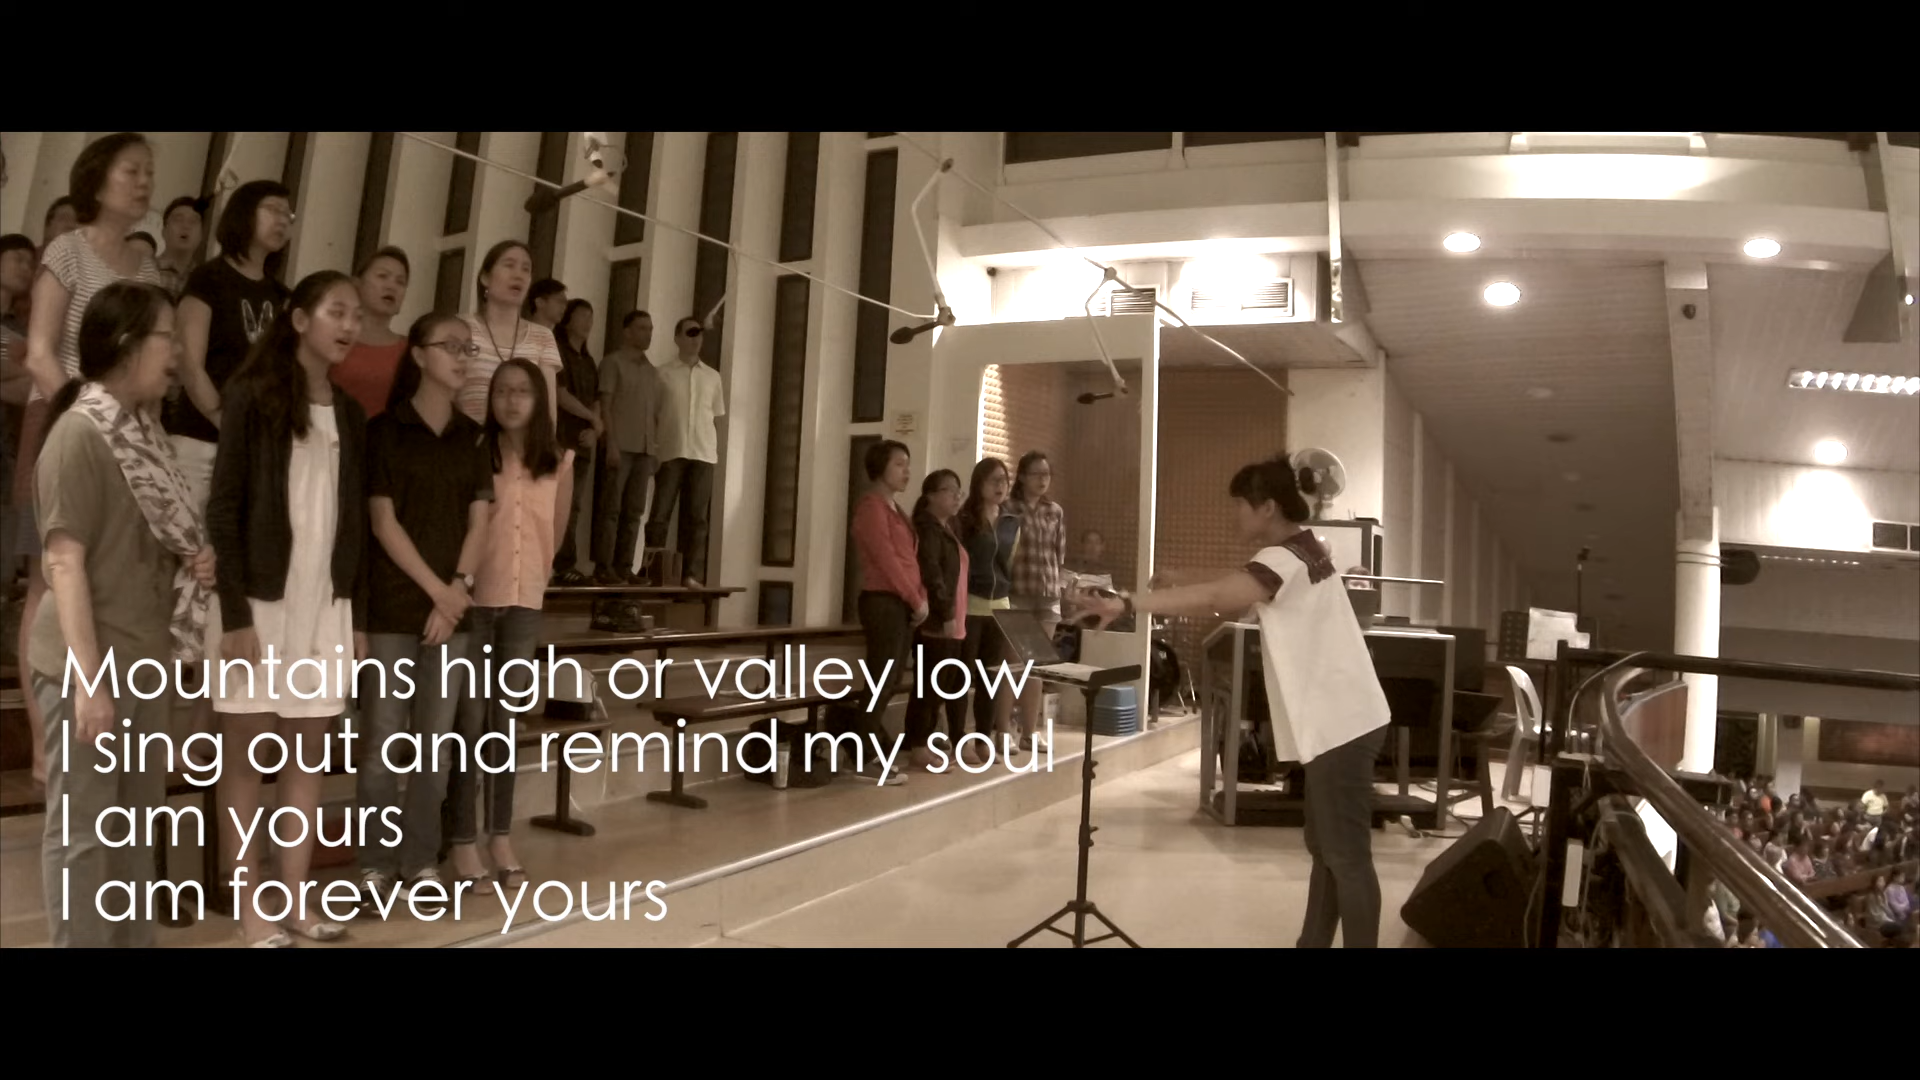 Mountains high or valley low
I sing out and remind my soul
I am yours
I am forever yours